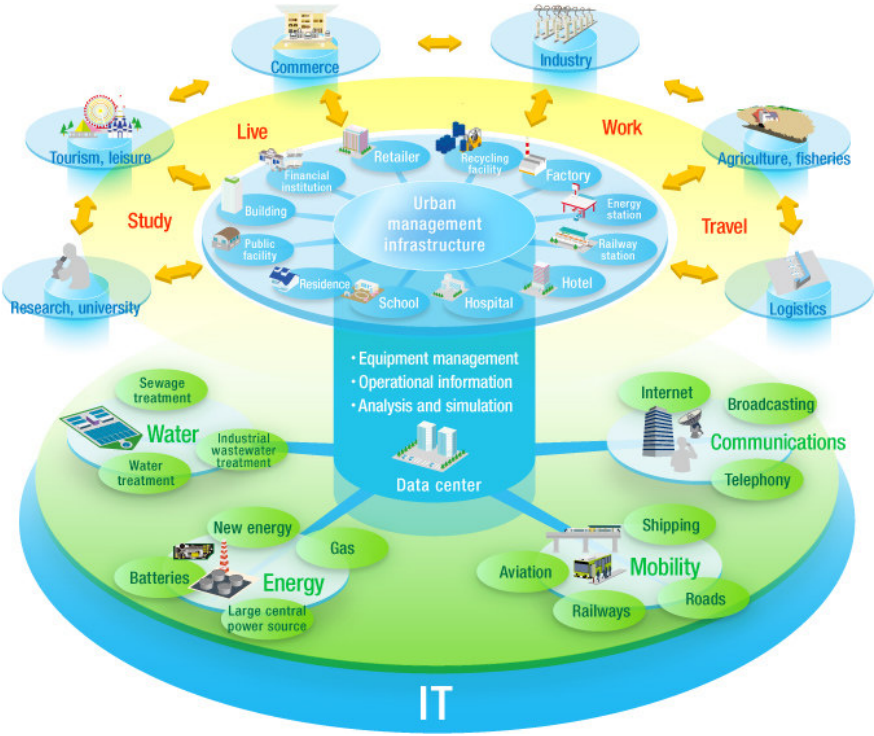 Commerce
Industry
Tourism, leisure
Agriculture, fisheries
Research, university
Logistics
Live
Work
Study
Travel
Retailer
Recycling
facility
Financial
institution
Factory
Building
Energy
station
Public
facility
Railway
station
Residence
School
Hospital
Hotel
Urban
management
infrastructure
• Equipment management
• Operational information
• Analysis and simulation
Data center
Sewage
treatment
Water
Industrial
wastewater
treatment
Water
treatment
Internet
Broadcasting
Communications
Telephony
New energy
Gas
Batteries
Energy
Large central
power source
Shipping
Aviation
Mobility
Railways
Roads
IT